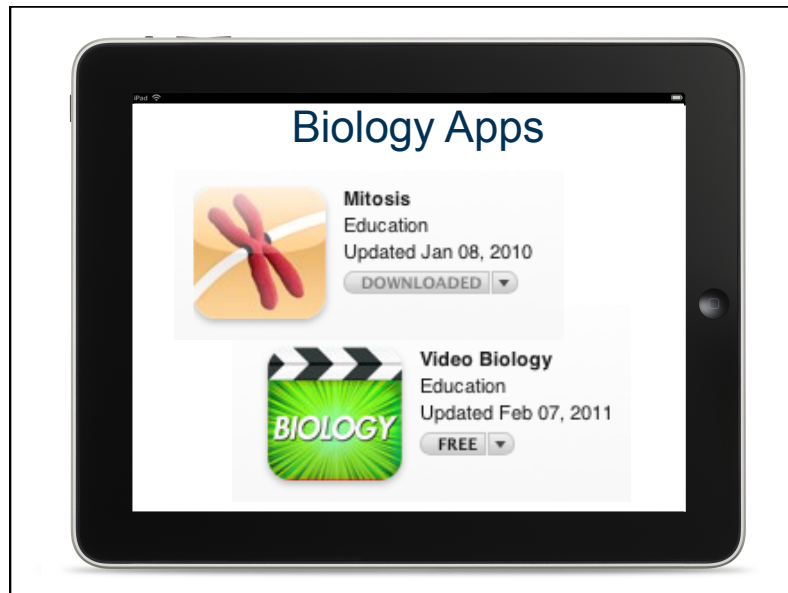 iPad
Biology Apps
Mitosis
Education
Updated Jan 08, 2010
DOWNLOADED
BIOLOGY
Video Biology
Education
Updated Feb 07, 2011
FREE